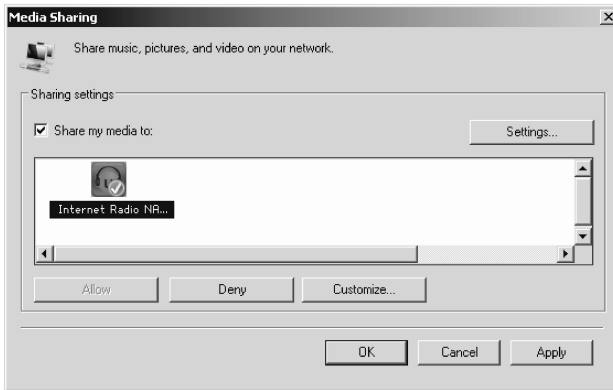 Media Sharing
Share music, pictures, and video on your network.
Sharing settings
Share my media to:
Settings...
Internet Radio NA...
Allow
Deny
Customize...
OK
Cancel
Apply